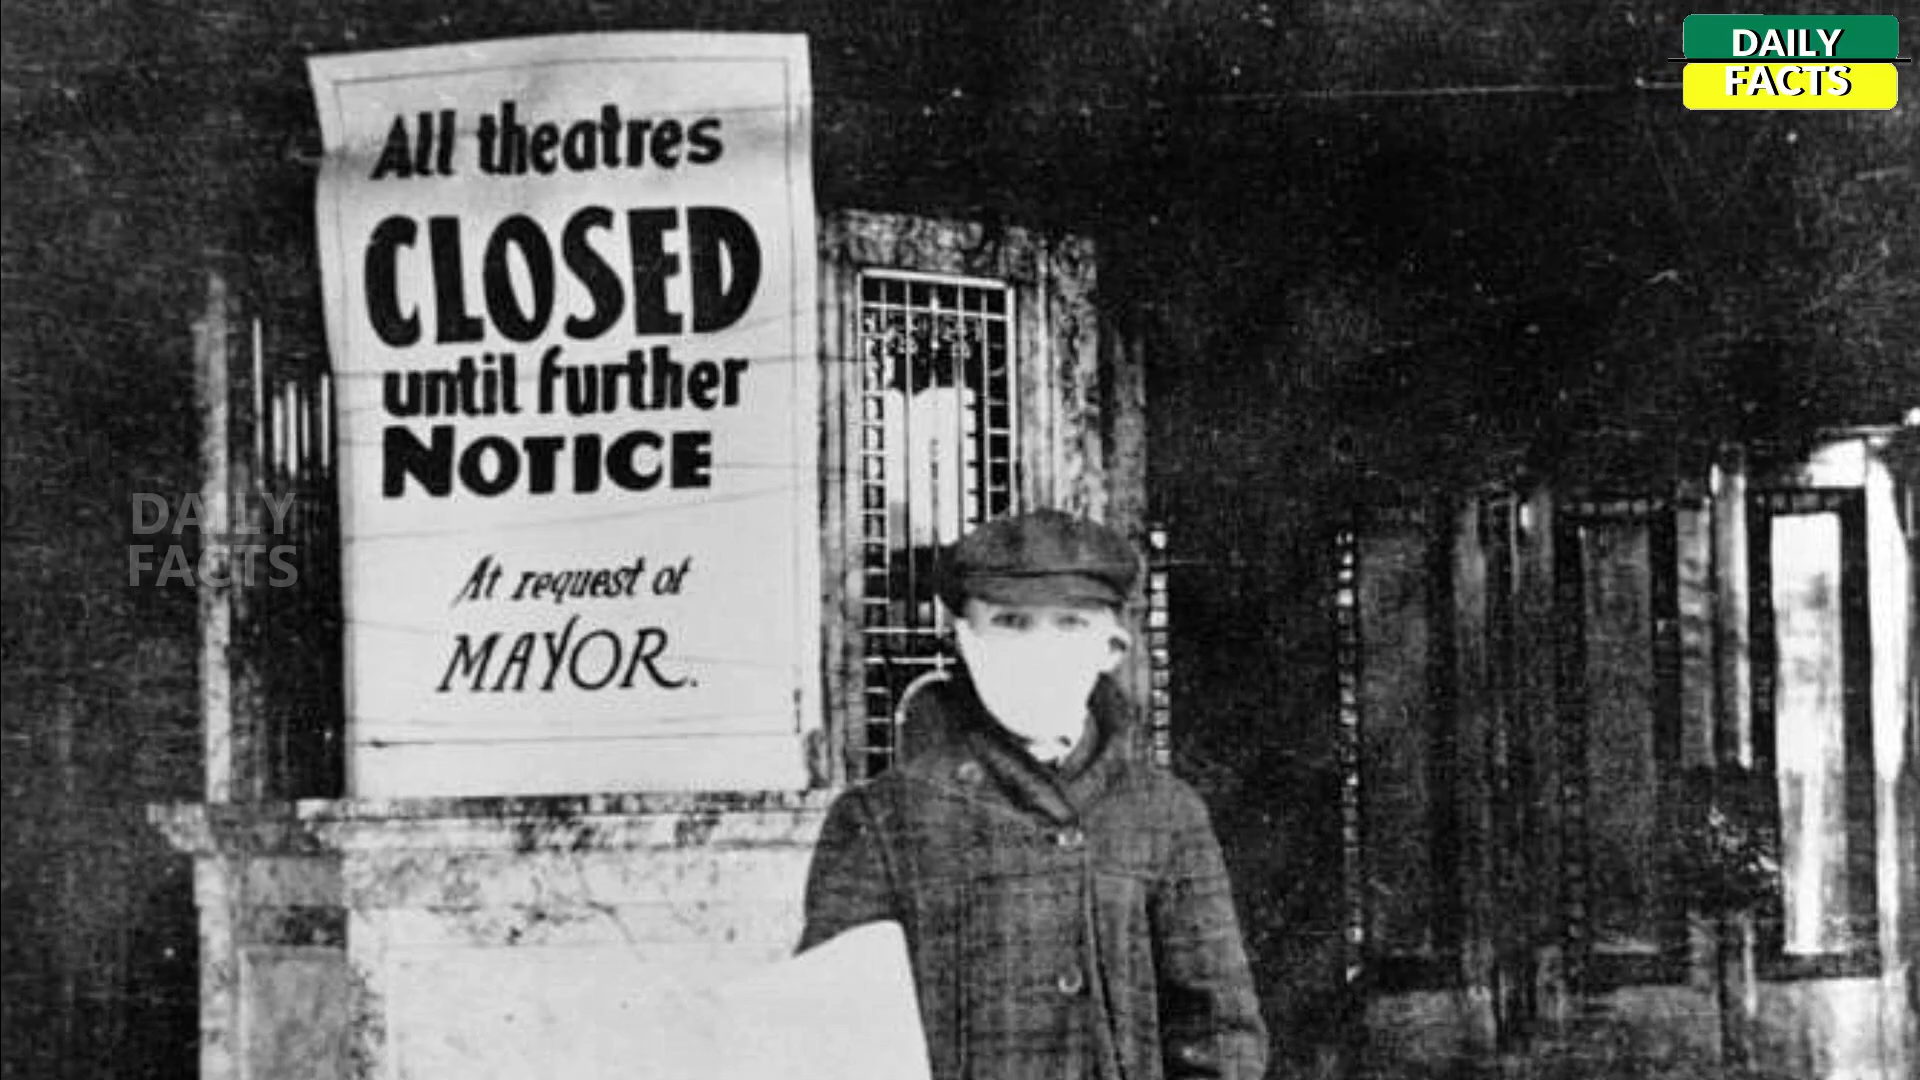 All theatres
CLOSED
until further
NOTICE
At request of
MAYOR.
DAILY
FACTS
DAILY
FACTS